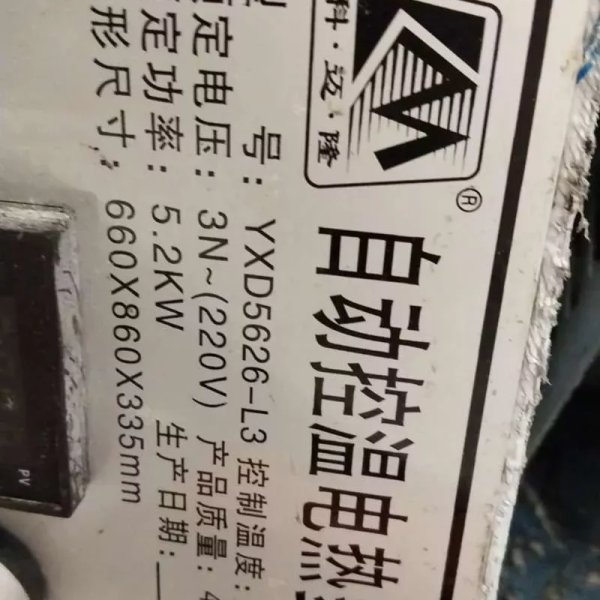 科·迈·隆
®
自动控温电热
号: YXD5626-L3 控制温度:
定电压: 3N~(220V) 产品质量: 4
定功率: 5.2KW 生产日期:
形尺寸: 660X860X335mm
PV